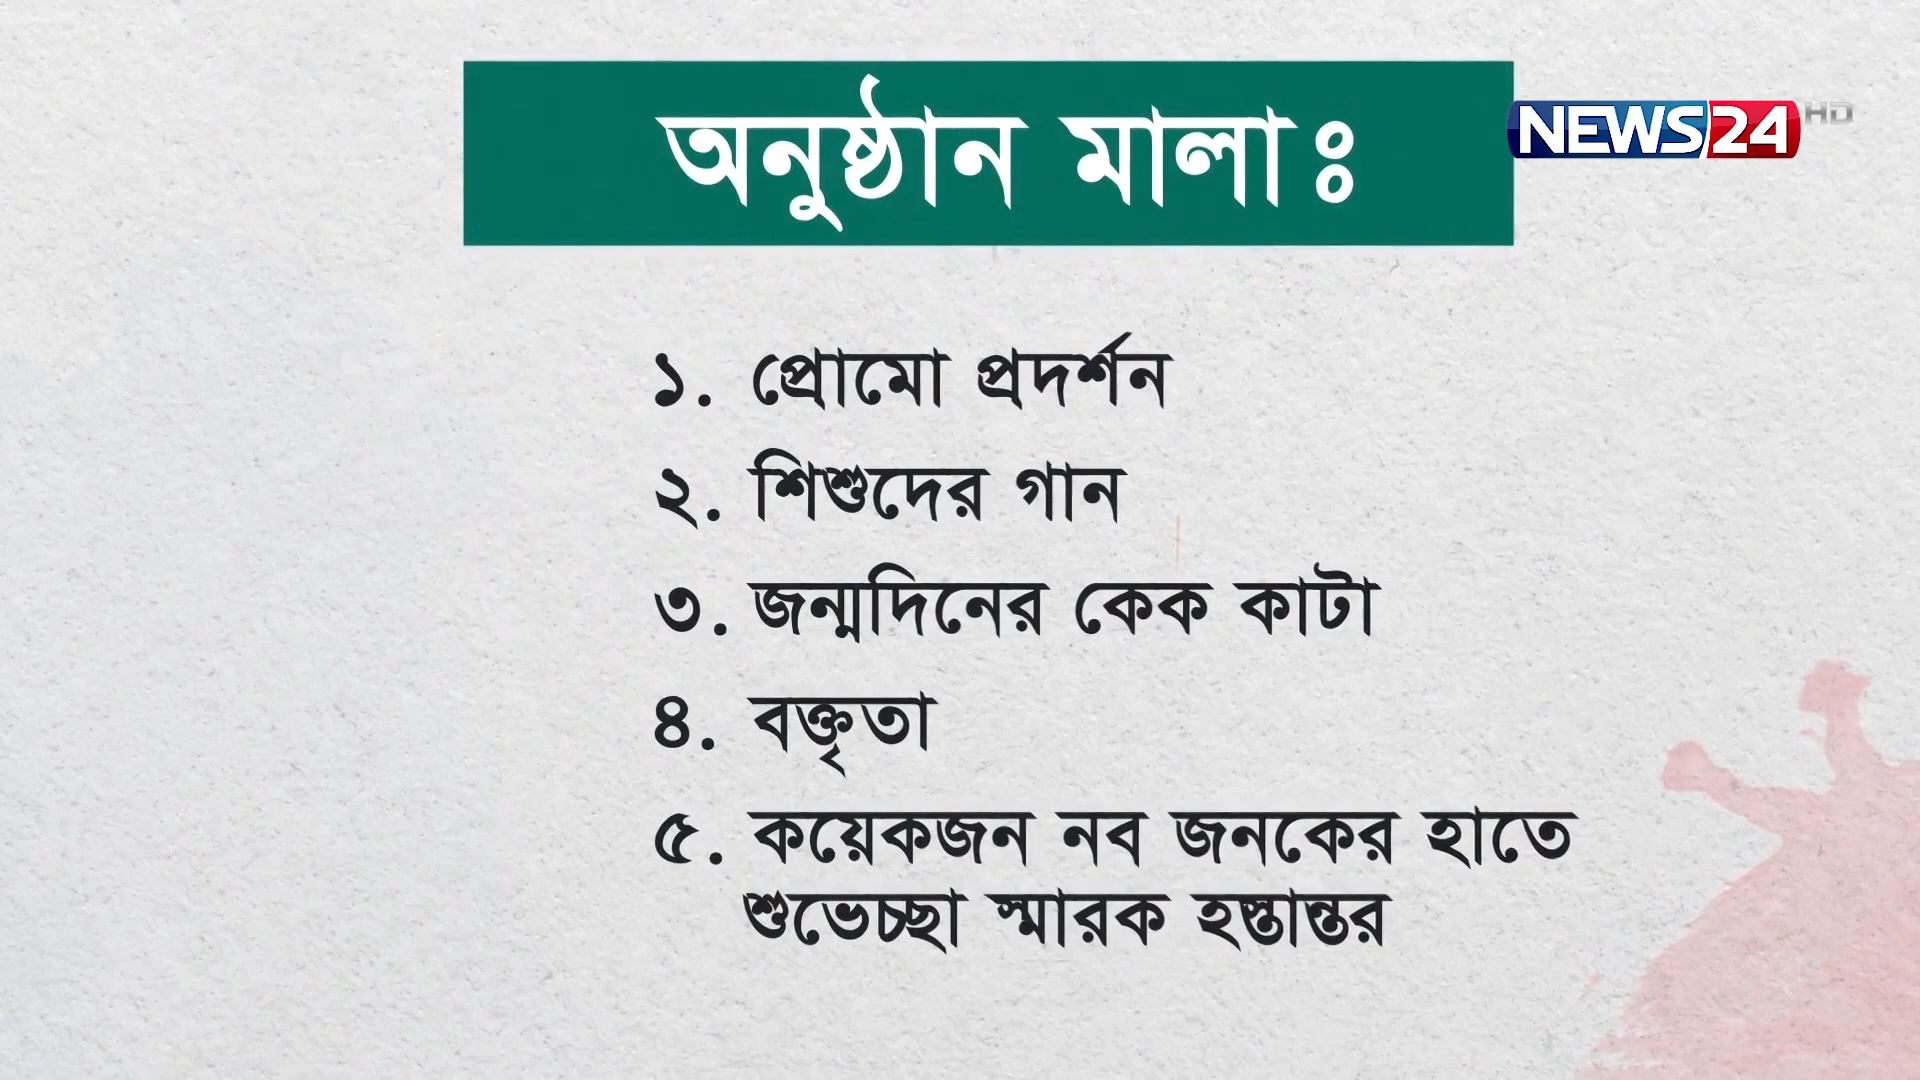 অনুষ্ঠান মালাঃ
NEWS24 HD
১. প্রোমো প্রদর্শন
২. শিশুদের গান
৩. জন্মদিনের কেক কাটা
৪. বক্তৃতা
৫. কয়েকজন নব জনকের হাতে
শুভেচ্ছা স্মারক হস্তান্তর